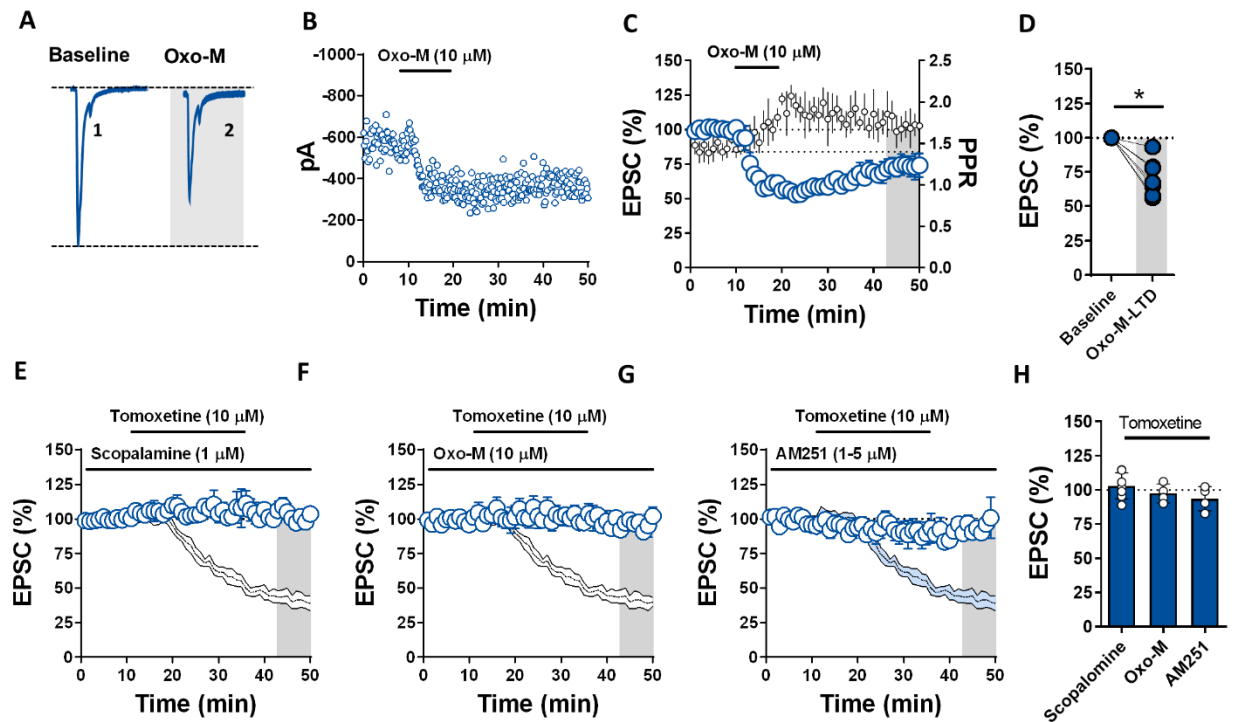 A
Baseline
Oxo-M
1
2
B
Oxo-M (10 μM)
-1000
-800
-600
-400
-200
0
pA
0 10 20 30 40 50
Time (min)
C
Oxo-M (10 μM)
150
125
100
75
50
25
0
EPSC (%)
2.5
2.0
1.5
1.0
0.5
0.0
PPR
0 10 20 30 40 50
Time (min)
D
*
150
125
100
75
50
25
0
EPSC (%)
Baseline
Oxo-M-LTD
E
Tomoxetine (10 μM)
Scopalamine (1 μM)
150
125
100
75
50
25
0
EPSC (%)
0 10 20 30 40 50
Time (min)
F
Tomoxetine (10 μM)
Oxo-M (10 μM)
150
125
100
75
50
25
0
EPSC (%)
0 10 20 30 40 50
Time (min)
G
Tomoxetine (10 μM)
AM251 (1-5 μM)
150
125
100
75
50
25
0
EPSC (%)
0 10 20 30 40 50
Time (min)
H
Tomoxetine
150
125
100
75
50
25
0
EPSC (%)
Scopalomine
Oxo-M
AM251